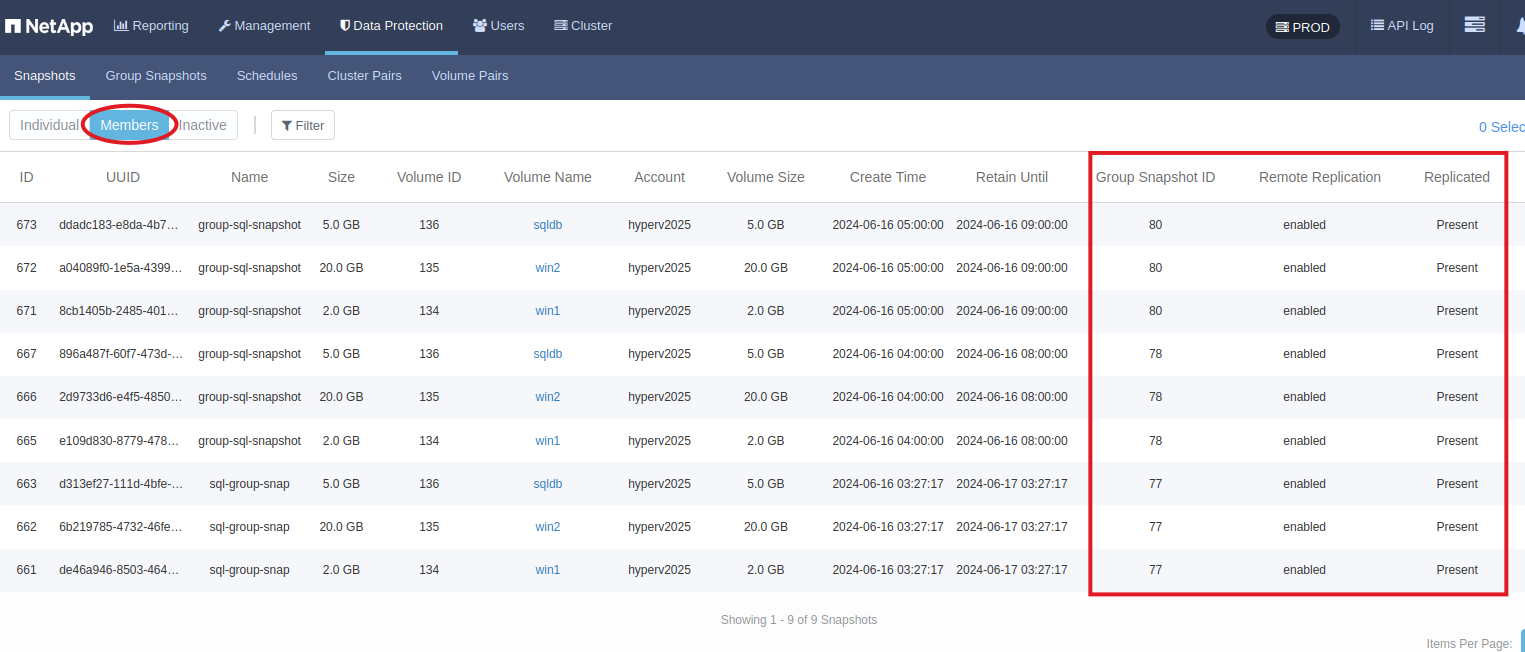 NetApp Reporting Management Data Protection Users Cluster PROD API Log
Snapshots Group Snapshots Schedules Cluster Pairs Volume Pairs
Individual Members Inactive Filter 0 Selec
ID UUID Name Size Volume ID Volume Name Account Volume Size Create Time Retain Until Group Snapshot ID Remote Replication Replicated
673 ddadc183-e8da-4b7… group-sql-snapshot 5.0 GB 136 sqldb hyperv2025 5.0 GB 2024-06-16 05:00:00 2024-06-16 09:00:00 80 enabled Present
672 a04089f0-1e5a-4399… group-sql-snapshot 20.0 GB 135 win2 hyperv2025 20.0 GB 2024-06-16 05:00:00 2024-06-16 09:00:00 80 enabled Present
671 8cb1405b-2485-401… group-sql-snapshot 2.0 GB 134 win1 hyperv2025 2.0 GB 2024-06-16 05:00:00 2024-06-16 09:00:00 80 enabled Present
667 896a487f-60f7-473d-… group-sql-snapshot 5.0 GB 136 sqldb hyperv2025 5.0 GB 2024-06-16 04:00:00 2024-06-16 08:00:00 78 enabled Present
666 2d9733d6-e4f5-4850… group-sql-snapshot 20.0 GB 135 win2 hyperv2025 20.0 GB 2024-06-16 04:00:00 2024-06-16 08:00:00 78 enabled Present
665 e109d830-8779-478… group-sql-snapshot 2.0 GB 134 win1 hyperv2025 2.0 GB 2024-06-16 04:00:00 2024-06-16 08:00:00 78 enabled Present
663 d313ef27-111d-4bfe-… sql-group-snap 5.0 GB 136 sqldb hyperv2025 5.0 GB 2024-06-16 03:27:17 2024-06-17 03:27:17 77 enabled Present
662 6b219785-4732-46fe… sql-group-snap 20.0 GB 135 win2 hyperv2025 20.0 GB 2024-06-16 03:27:17 2024-06-17 03:27:17 77 enabled Present
661 de46a946-8503-464… sql-group-snap 2.0 GB 134 win1 hyperv2025 2.0 GB 2024-06-16 03:27:17 2024-06-17 03:27:17 77 enabled Present
Showing 1 - 9 of 9 Snapshots
Items Per Page: